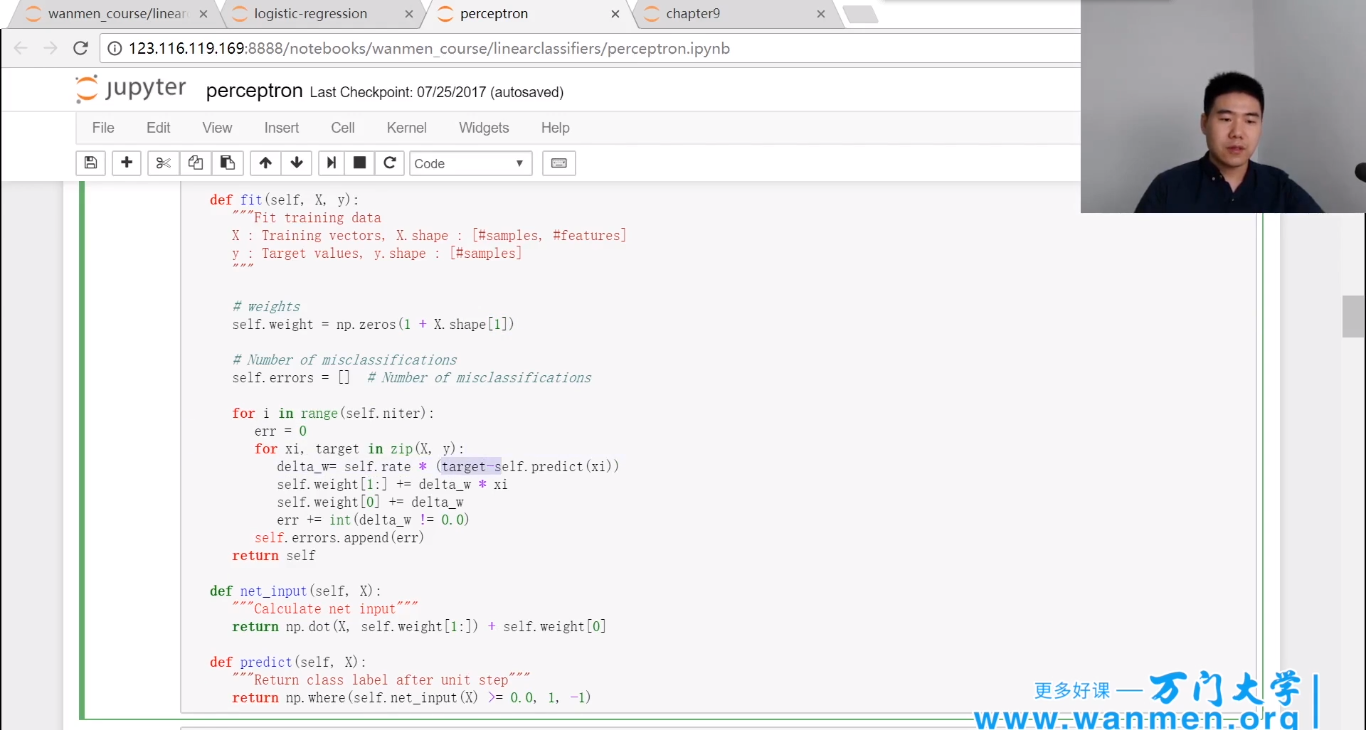 wanmen_course/linear
logistic-regression
perceptron
chapter9
123.116.119.169:8888/notebooks/wanmen_course/linearclassifiers/perceptron.ipynb
jupyter perceptron Last Checkpoint: 07/25/2017 (autosaved)
File Edit View Insert Cell Kernel Widgets Help
Code
def fit(self, X, y):
"""Fit training data
X : Training vectors, X.shape : [#samples, #features]
y : Target values, y.shape : [#samples]
"""
# weights
self.weight = np.zeros(1 + X.shape[1])
# Number of misclassifications
self.errors = [] # Number of misclassifications
for i in range(self.niter):
err = 0
for xi, target in zip(X, y):
delta_w= self.rate * (target-self.predict(xi))
self.weight[1:] += delta_w * xi
self.weight[0] += delta_w
err += int(delta_w != 0.0)
self.errors.append(err)
return self
def net_input(self, X):
"""Calculate net input"""
return np.dot(X, self.weight[1:]) + self.weight[0]
def predict(self, X):
"""Return class label after unit step"""
return np.where(self.net_input(X) >= 0.0, 1, -1)
更多好课 — 万门大学
www.wanmen.org